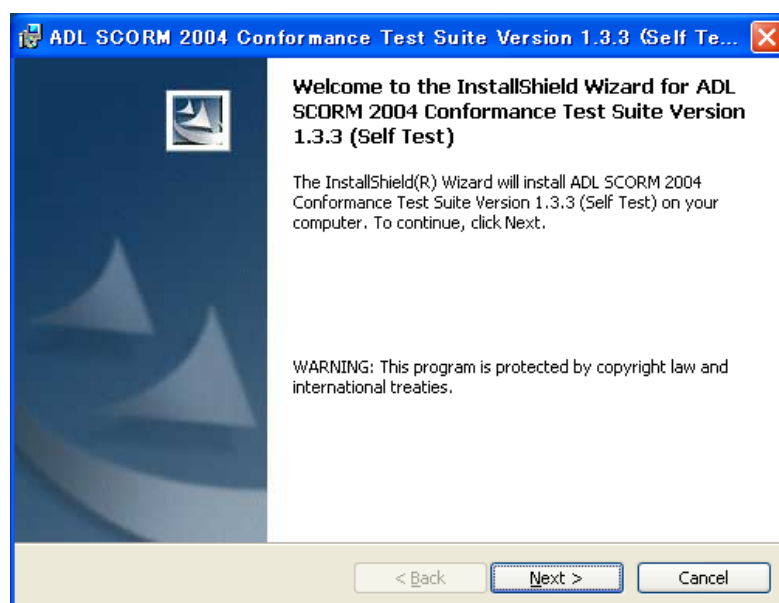 ADL SCORM 2004 Conformance Test Suite Version 1.3.3 (Self Te...
Welcome to the InstallShield Wizard for ADL
SCORM 2004 Conformance Test Suite Version
1.3.3 (Self Test)
The InstallShield(R) Wizard will install ADL SCORM 2004
Conformance Test Suite Version 1.3.3 (Self Test) on your
computer. To continue, click Next.
WARNING: This program is protected by copyright law and
international treaties.
< Back Next > Cancel